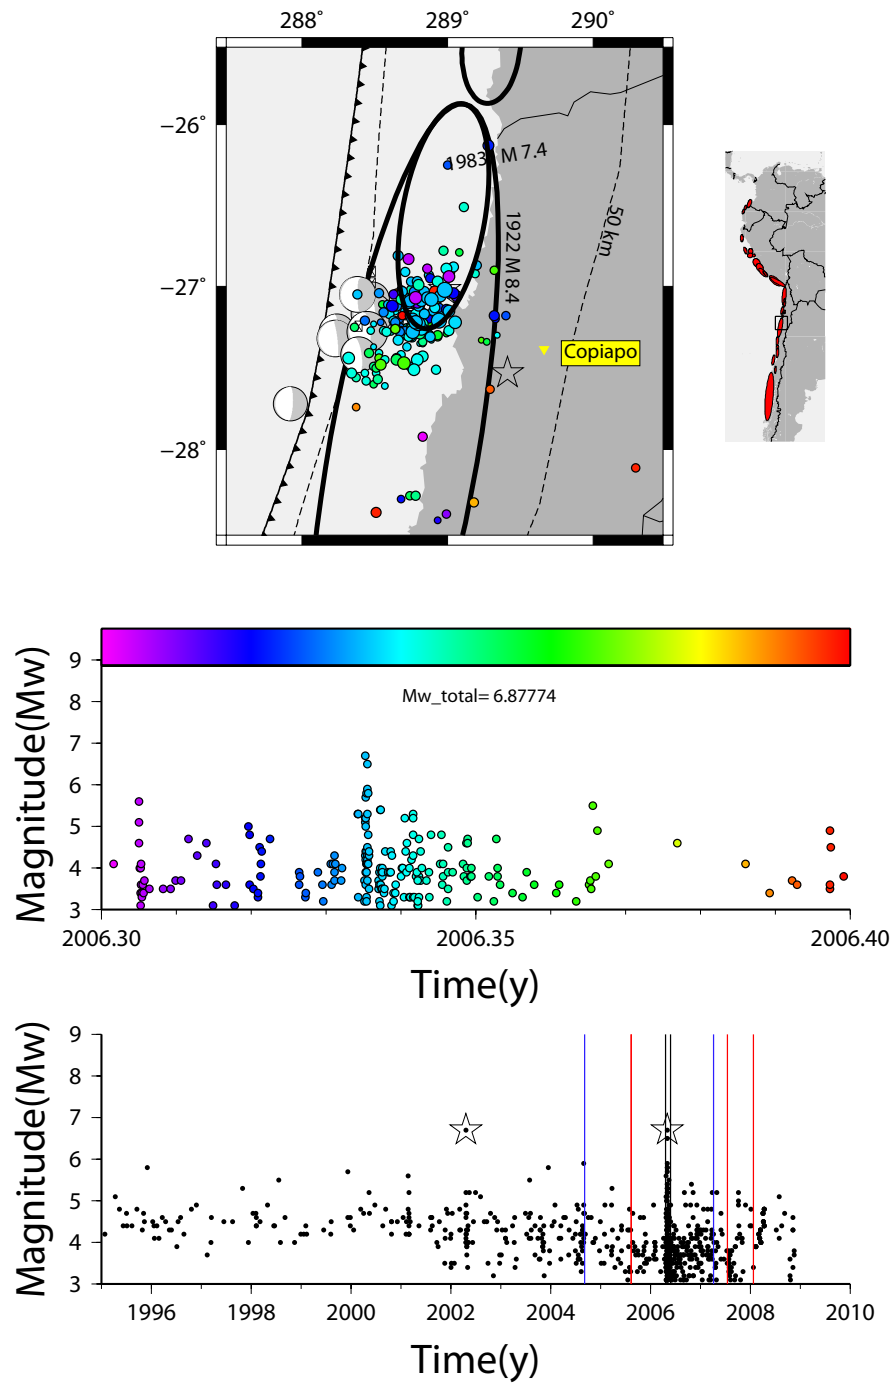 288° 289° 290°
−26°
−27°
−28°
1983 M 7.4
1922 M 8.4
50 km
Copiapo
Magnitude(Mw)
9
8
7
6
5
4
3
Mw_total= 6.87774
2006.30 2006.35 2006.40
Time(y)
Magnitude(Mw)
9
8
7
6
5
4
3
1996 1998 2000 2002 2004 2006 2008 2010
Time(y)